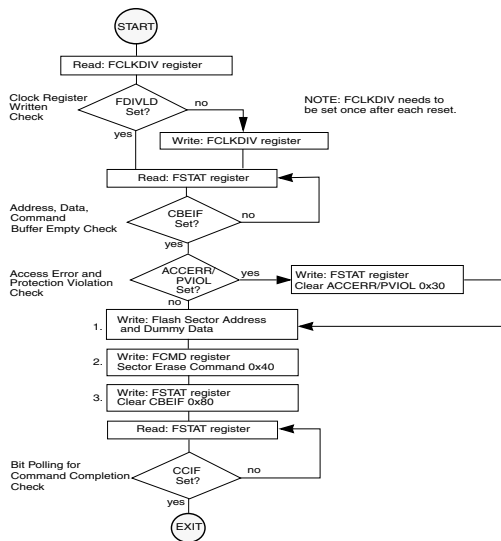 START
Read: FCLKDIV register
Clock Register
Written
Check
FDIVLD
Set?
no
yes
NOTE: FCLKDIV needs to
be set once after each reset.
Write: FCLKDIV register
Read: FSTAT register
Address, Data,
Command
Buffer Empty Check
CBEIF
Set?
no
yes
Access Error and
Protection Violation
Check
ACCERR/
PVIOL
Set?
yes
no
Write: FSTAT register
Clear ACCERR/PVIOL 0x30
1.
Write: Flash Sector Address
and Dummy Data
2.
Write: FCMD register
Sector Erase Command 0x40
3.
Write: FSTAT register
Clear CBEIF 0x80
Read: FSTAT register
Bit Polling for
Command Completion
Check
CCIF
Set?
no
yes
EXIT